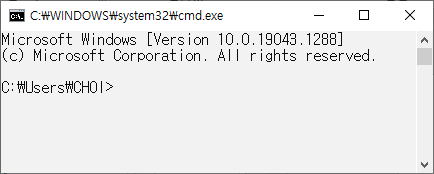 C:₩WINDOWS₩system32₩cmd.exe
Microsoft Windows [Version 10.0.19043.1288]
(c) Microsoft Corporation. All rights reserved.
C:₩Users₩CHOI>